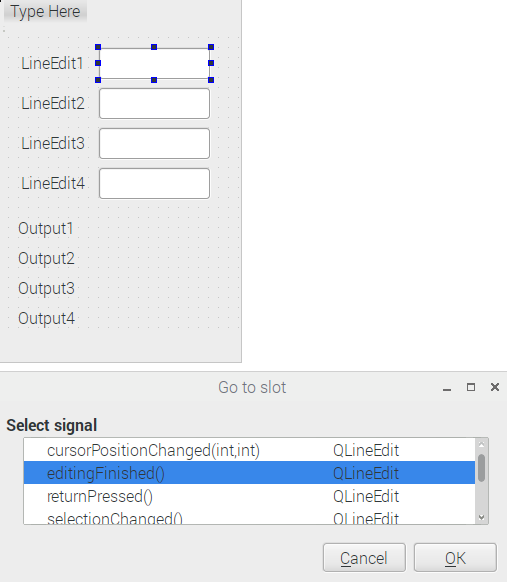 Type Here
LineEdit1
LineEdit2
LineEdit3
LineEdit4
Output1
Output2
Output3
Output4
Go to slot
Select signal
cursorPositionChanged(int,int) QLineEdit
editingFinished() QLineEdit
returnPressed() QLineEdit
selectionChanged() QLineEdit
Cancel OK